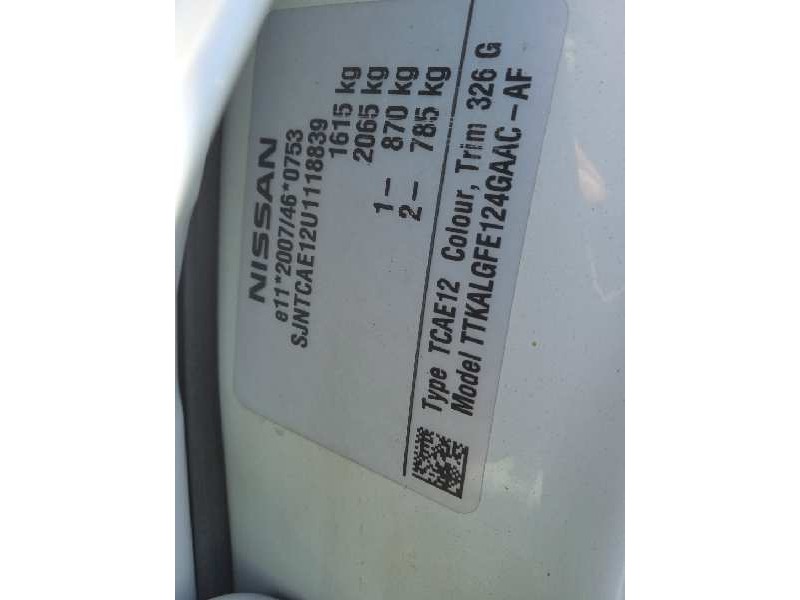 NISSAN
e11*2007/46*0753
SJNTCAE12U1118839
1615 kg
2065 kg
1– 870 kg
2– 785 kg
Type TCAE12 Colour, Trim 326 G
Model TTKALGFE124GAAC-AF